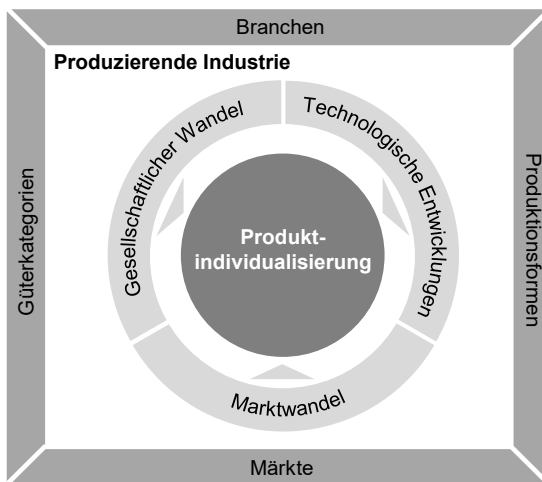 Branchen
Produzierende Industrie
Gesellschaftlicher Wandel
Technologische Entwicklungen
Güterkategorien
Produktionsformen
Produkt-
individualisierung
Marktwandel
Märkte